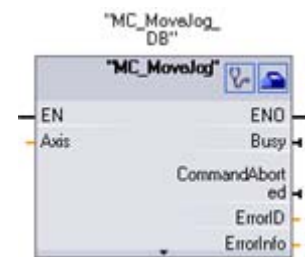 "MC_MoveJog_
DB"
"MC_MoveJog"
EN
ENO
Axis
Busy
CommandAbort
ed
ErrorID
ErrorInfo